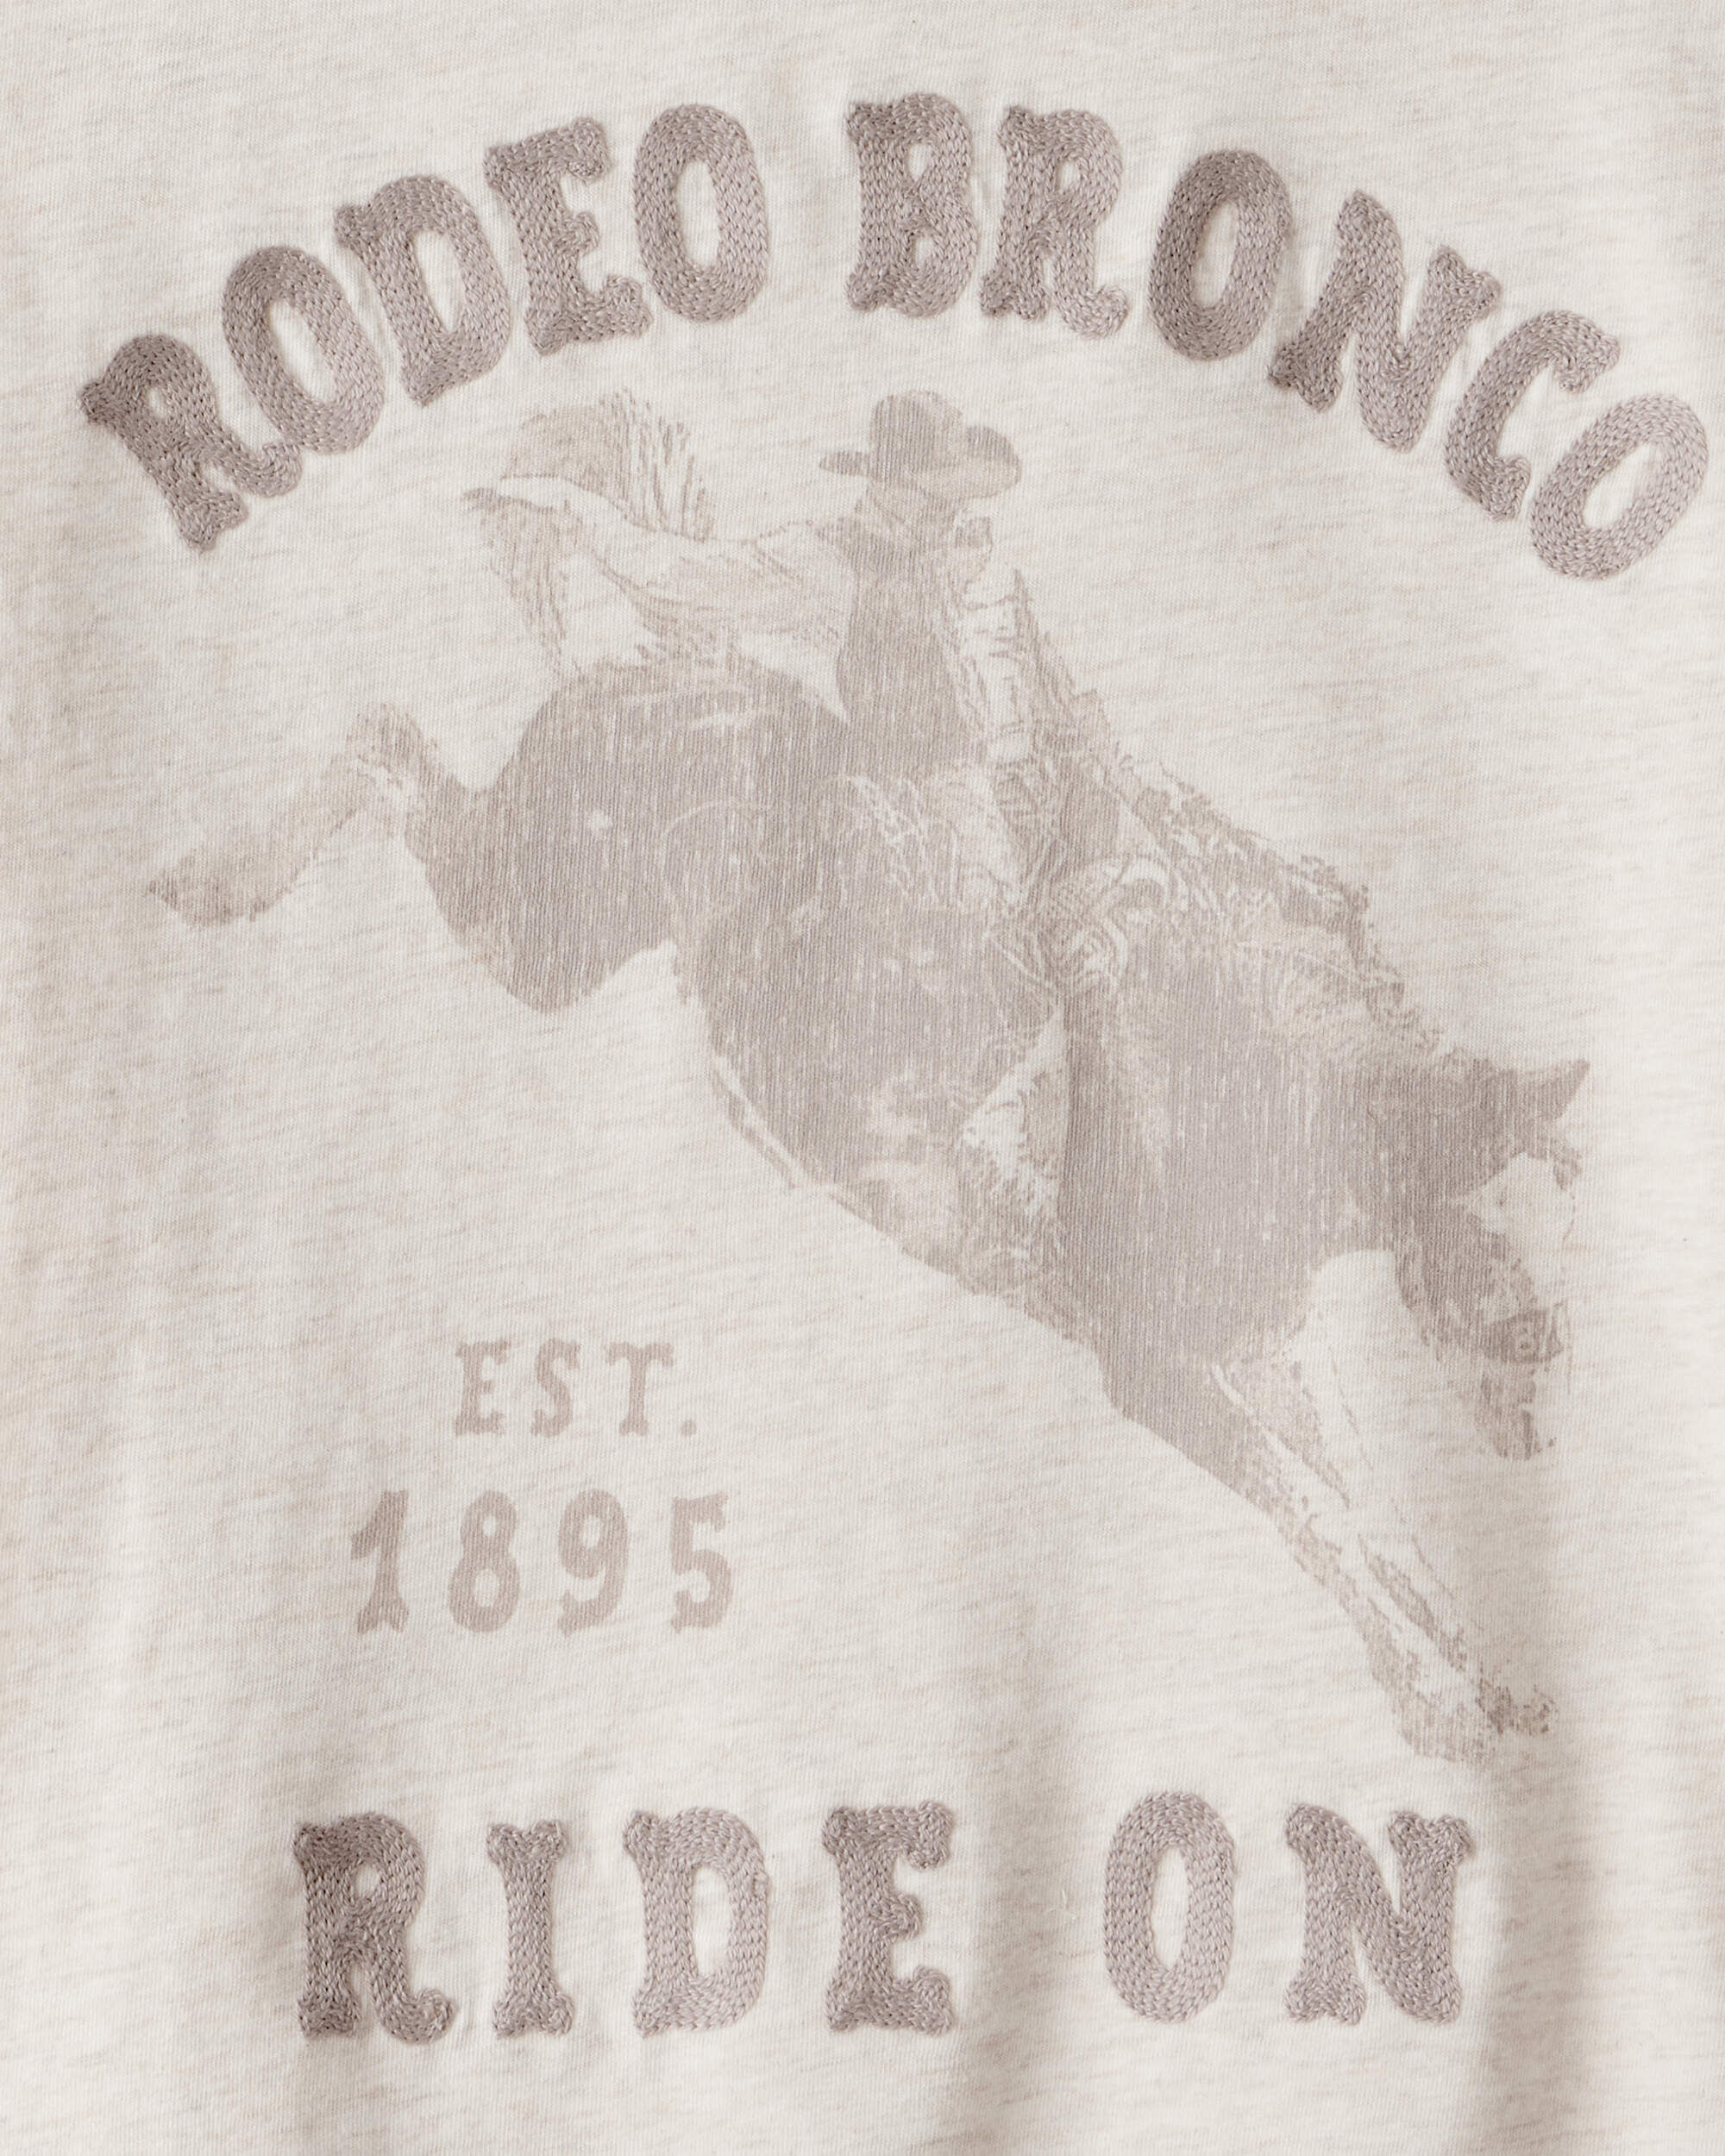 RODEO BRONCO
EST.
1895
RIDE ON